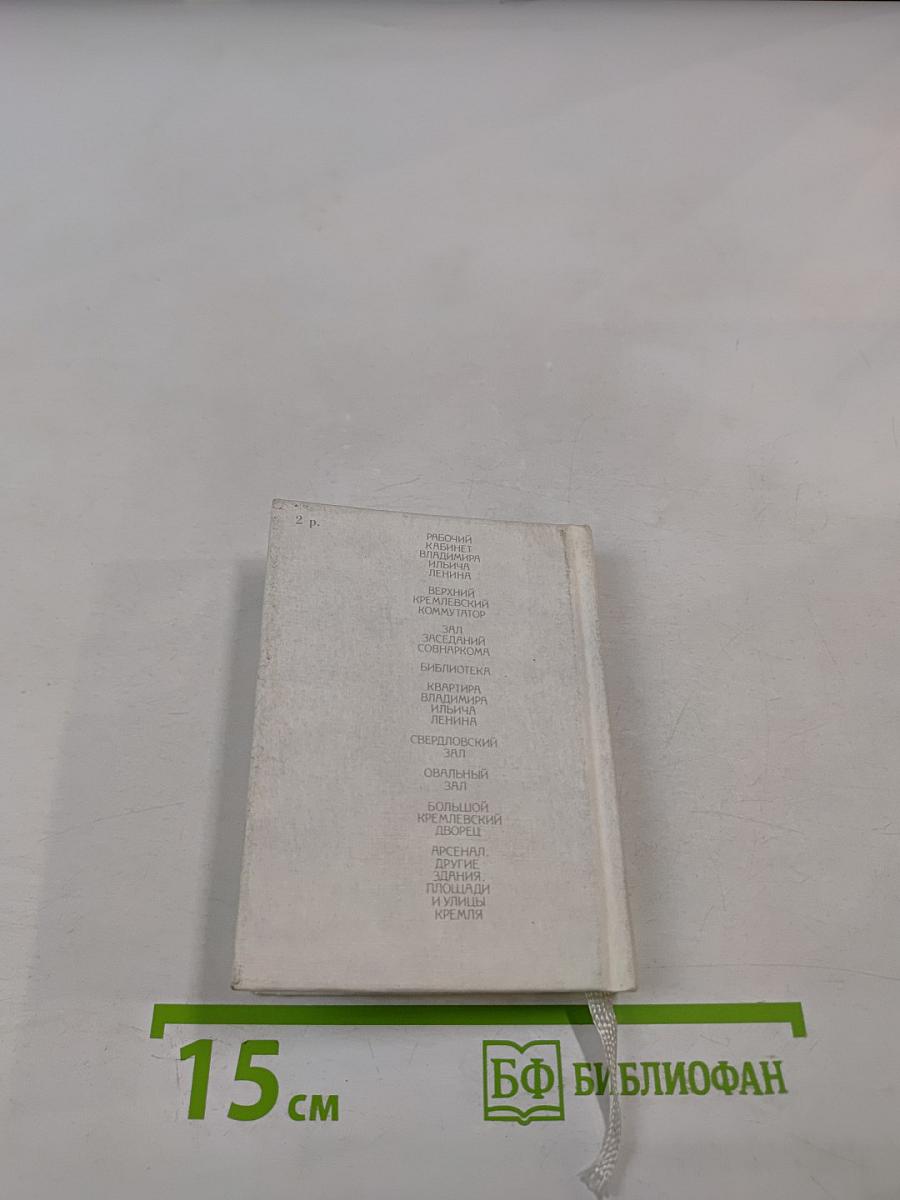 2 р.
РАБОЧИЙ
КАБИНЕТ
ВЛАДИМИРА
ИЛЬИЧА
ЛЕНИНА
ВЕРХНИЙ
КРЕМЛЕВСКИЙ
КОММУТАТОР
ЗАЛ
ЗАСЕДАНИЙ
СОВНАРКОМА
БИБЛИОТЕКА
КВАРТИРА
ВЛАДИМИРА
ИЛЬИЧА
ЛЕНИНА
СВЕРДЛОВСКИЙ
ЗАЛ
ОВАЛЬНЫЙ
ЗАЛ
БОЛЬШОЙ
КРЕМЛЕВСКИЙ
ДВОРЕЦ
АРСЕНАЛ.
ДРУГИЕ
ЗДАНИЯ.
ПЛОЩАДИ
И УЛИЦЫ
КРЕМЛЯ
15 см
БФ БИБЛИОФАН